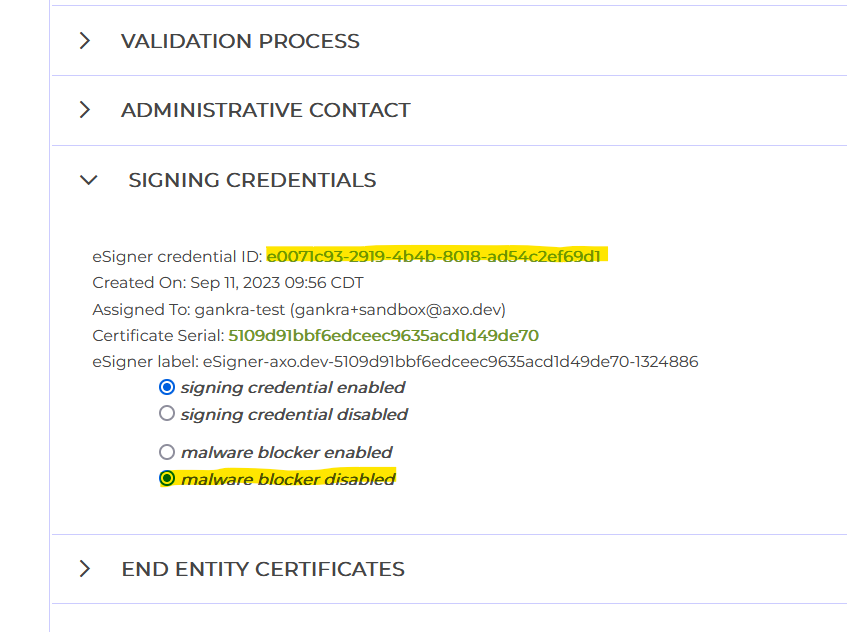 VALIDATION PROCESS
ADMINISTRATIVE CONTACT
SIGNING CREDENTIALS
eSigner credential ID: e0071c93-2919-4b4b-8018-ad54c2ef69d1
Created On: Sep 11, 2023 09:56 CDT
Assigned To: gankra-test (gankra+sandbox@axo.dev)
Certificate Serial: 5109d91bbf6edceec9635acd1d49de70
eSigner label: eSigner-axo.dev-5109d91bbf6edceec9635acd1d49de70-1324886
signing credential enabled
signing credential disabled
malware blocker enabled
malware blocker disabled
END ENTITY CERTIFICATES